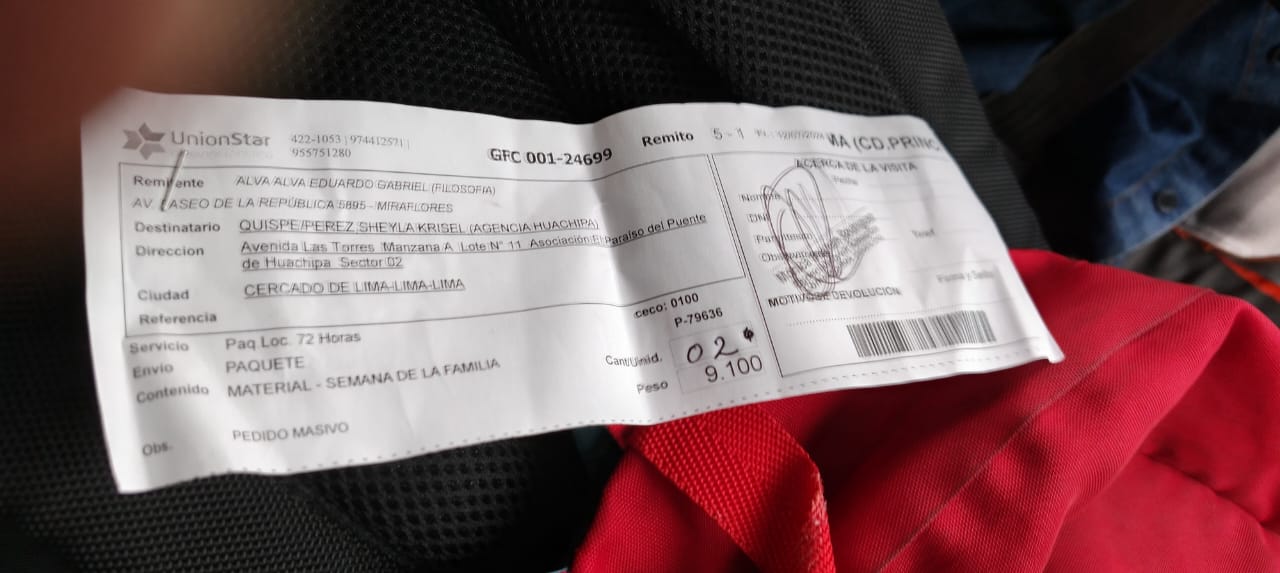 UnionStar
422-1053 | 974412571 |
955751280
GFC 001-24699
Remito 5 - 1
MA (CD.PRINC
Remitente ALVA ALVA EDUARDO GABRIEL (FILOSOFIA)
AV. PASEO DE LA REPÚBLICA 5895 - MIRAFLORES
Destinatario QUISPE/PEREZ SHEYLA KRISEL (AGENCIA HUACHIPA)
Direccion Avenida Las Torres Manzana A Lote N° 11 Asociación El Paraiso del Puente
de Huachipa Sector 02
Ciudad CERCADO DE LIMA-LIMA-LIMA
Referencia
Servicio Paq Loc. 72 Horas
Envio PAQUETE
Contenido MATERIAL - SEMANA DE LA FAMILIA
Obs. PEDIDO MASIVO
ceco: 0100
P-79636
Cant/Unid. 02
Peso 9.100
ACERCA DE LA VISITA
Fecha
Nombre
DNI
MOTIVO DE DEVOLUCION